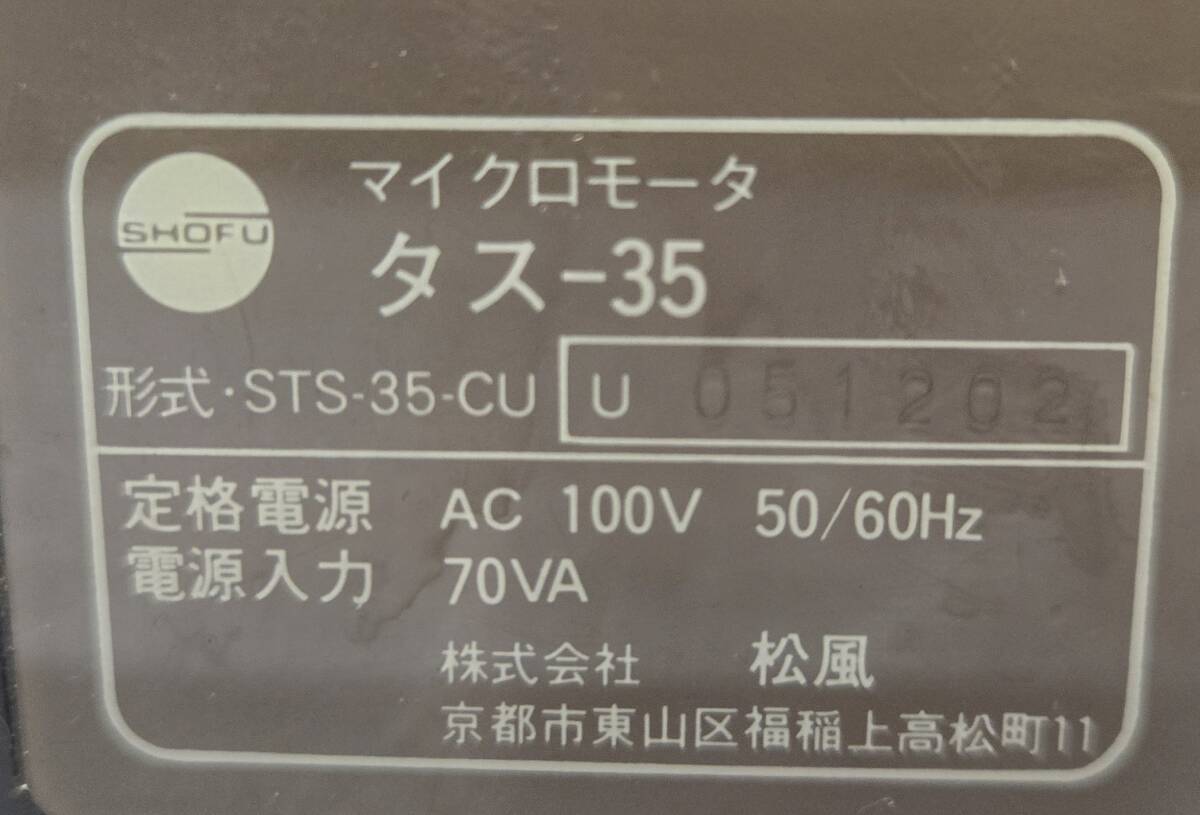 SHOFU
マイクロモータ
タス-35
形式・STS-35-CU U 051202
定格電源 AC 100V 50/60Hz
電源入力 70VA
株式会社 松風
京都市東山区福稲上高松町11